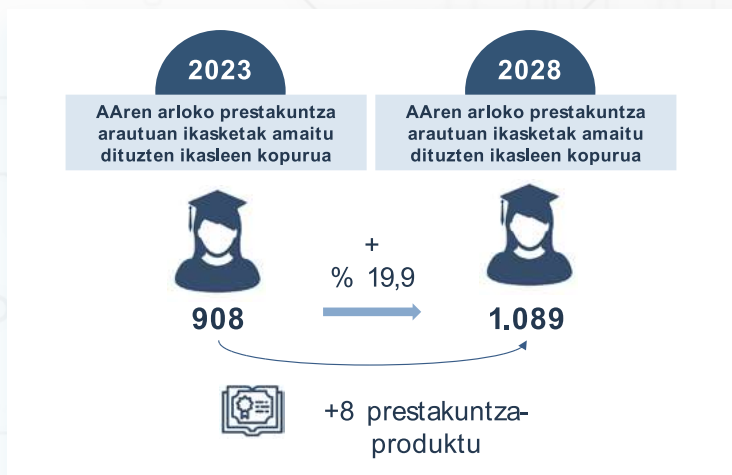 2023
AAren arloko prestakuntza
arautuan ikasketak amaitu
dituzten ikasleen kopurua
908
2028
AAren arloko prestakuntza
arautuan ikasketak amaitu
dituzten ikasleen kopurua
1.089
+
% 19,9
+8 prestakuntza-
produktu